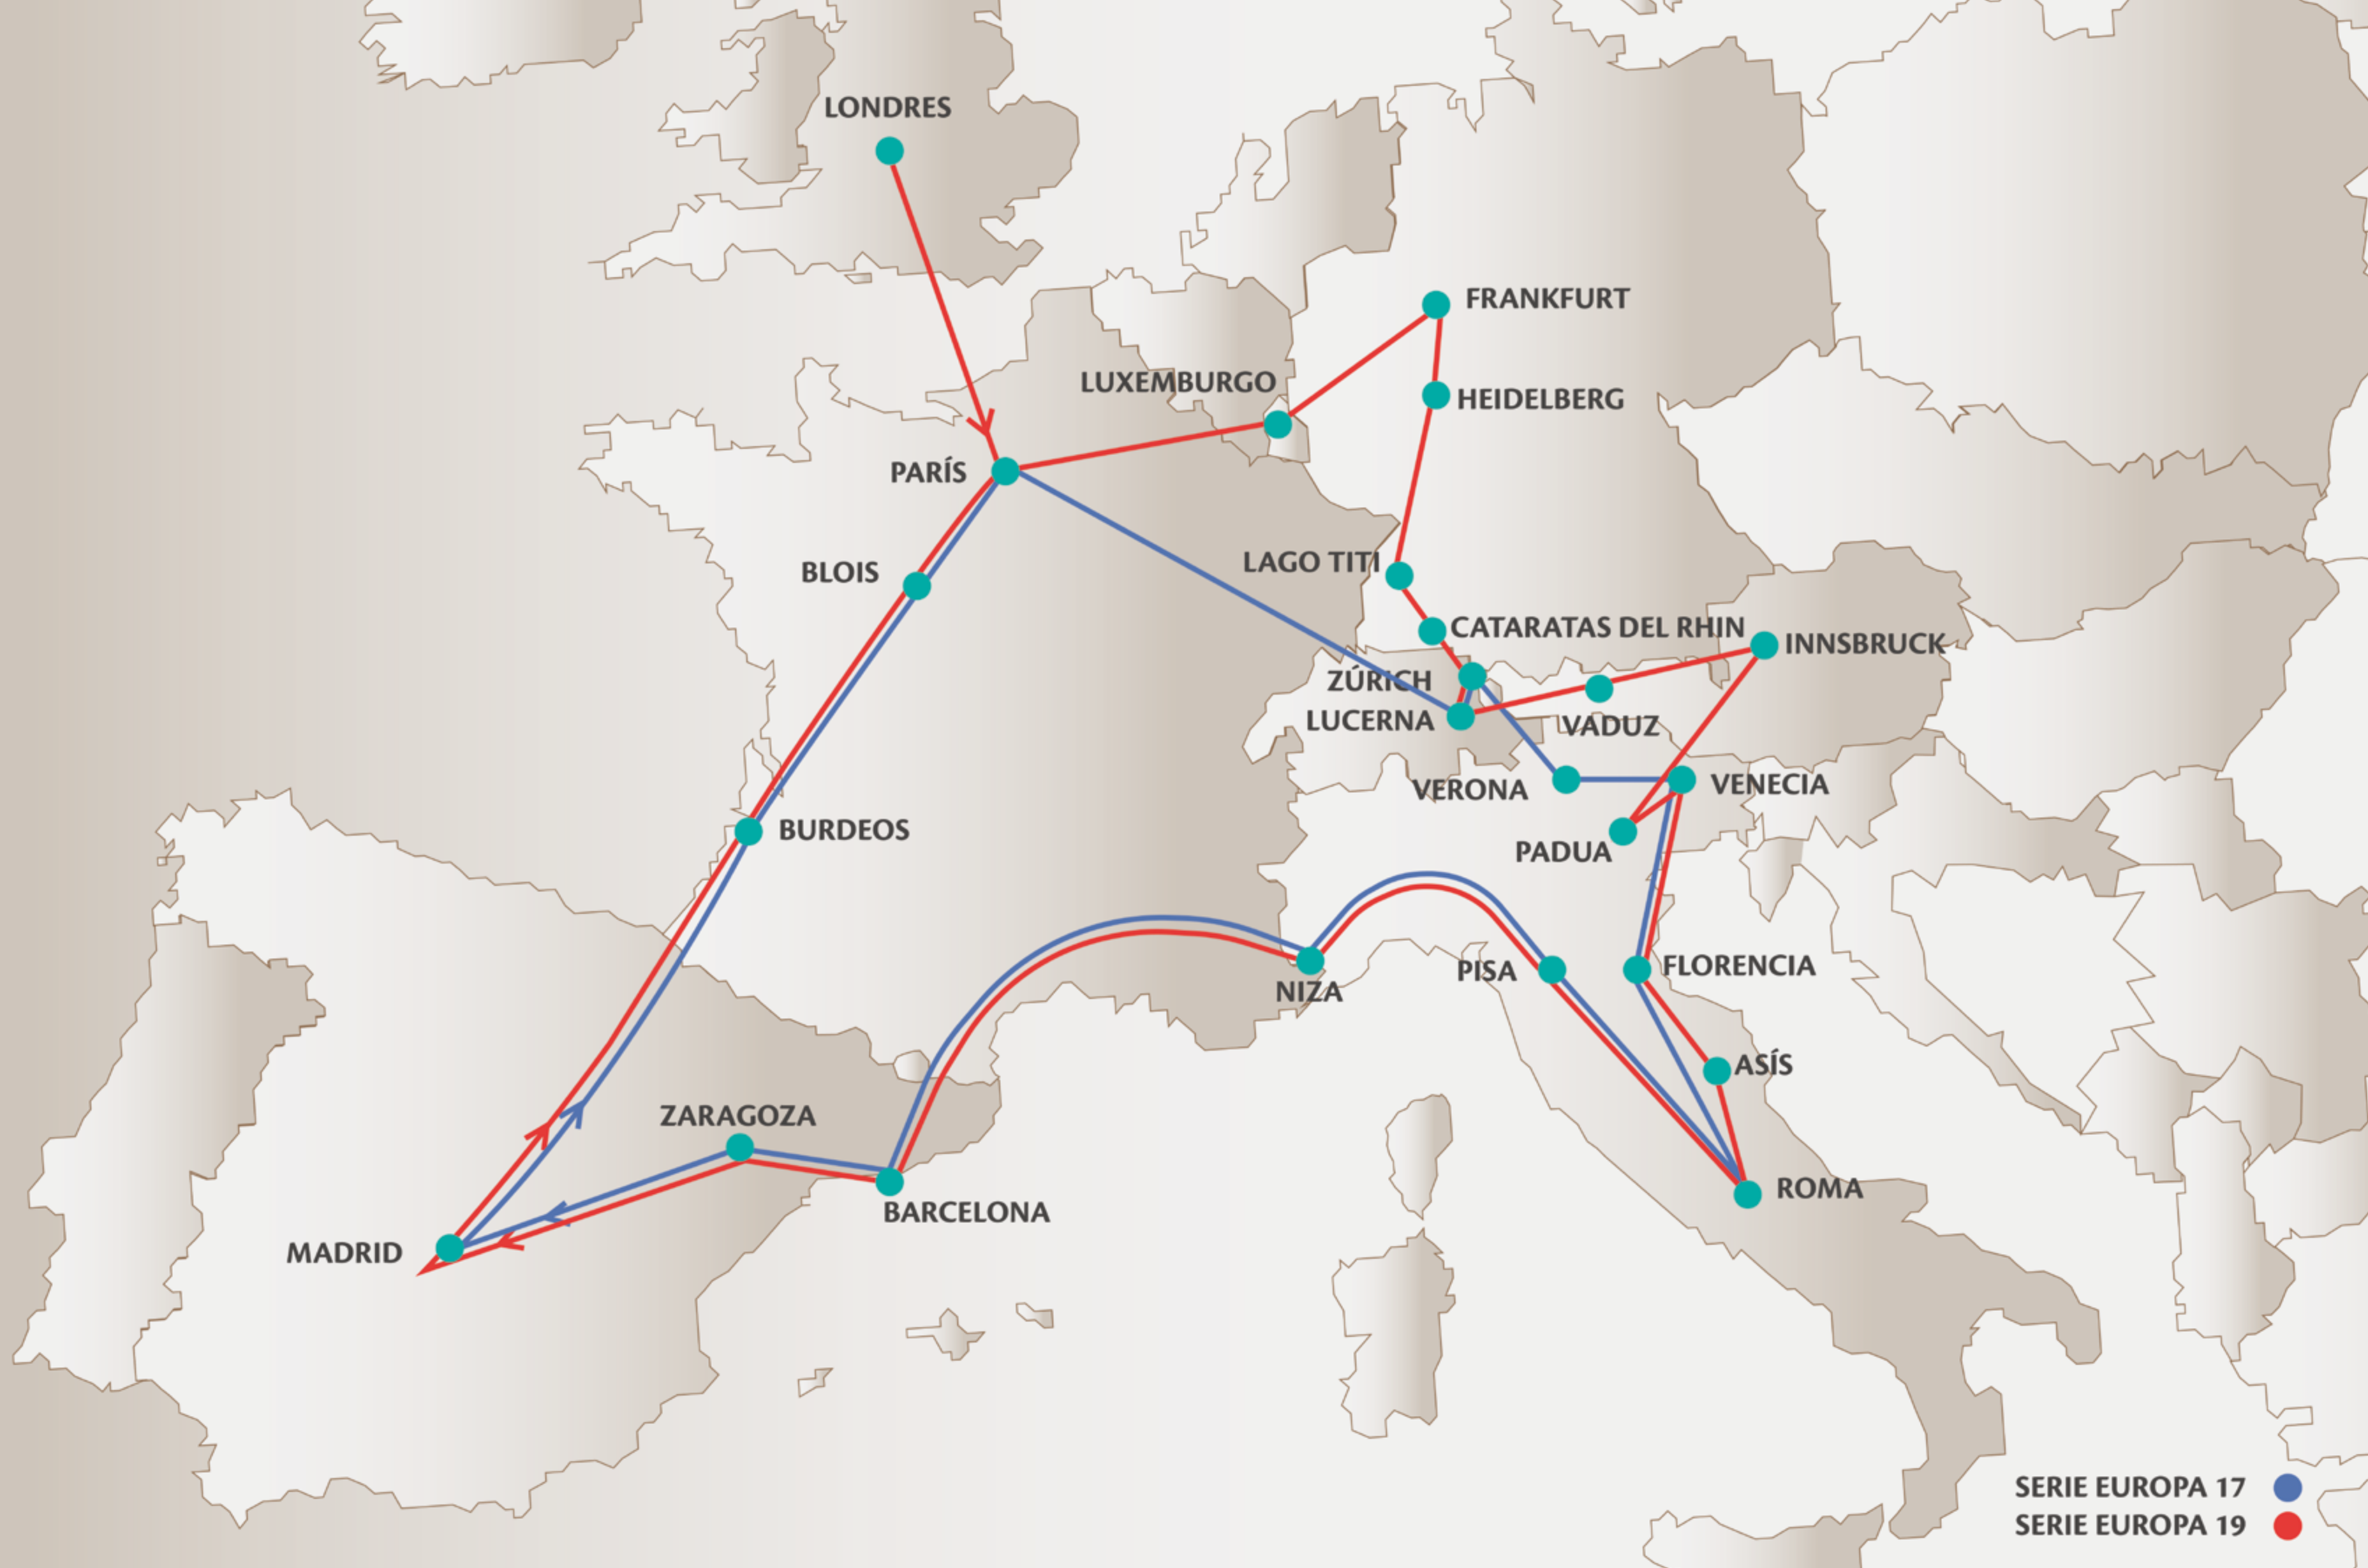 LONDRES
FRANKFURT
LUXEMBURGO
HEIDELBERG
PARÍS
LAGO TITI
BLOIS
CATARATAS DEL RHIN
INNSBRUCK
ZÚRICH
LUCERNA
VADUZ
VERONA
VENECIA
BURDEOS
PADUA
PISA
FLORENCIA
NIZA
ASÍS
ZARAGOZA
ROMA
BARCELONA
MADRID
SERIE EUROPA 17
SERIE EUROPA 19